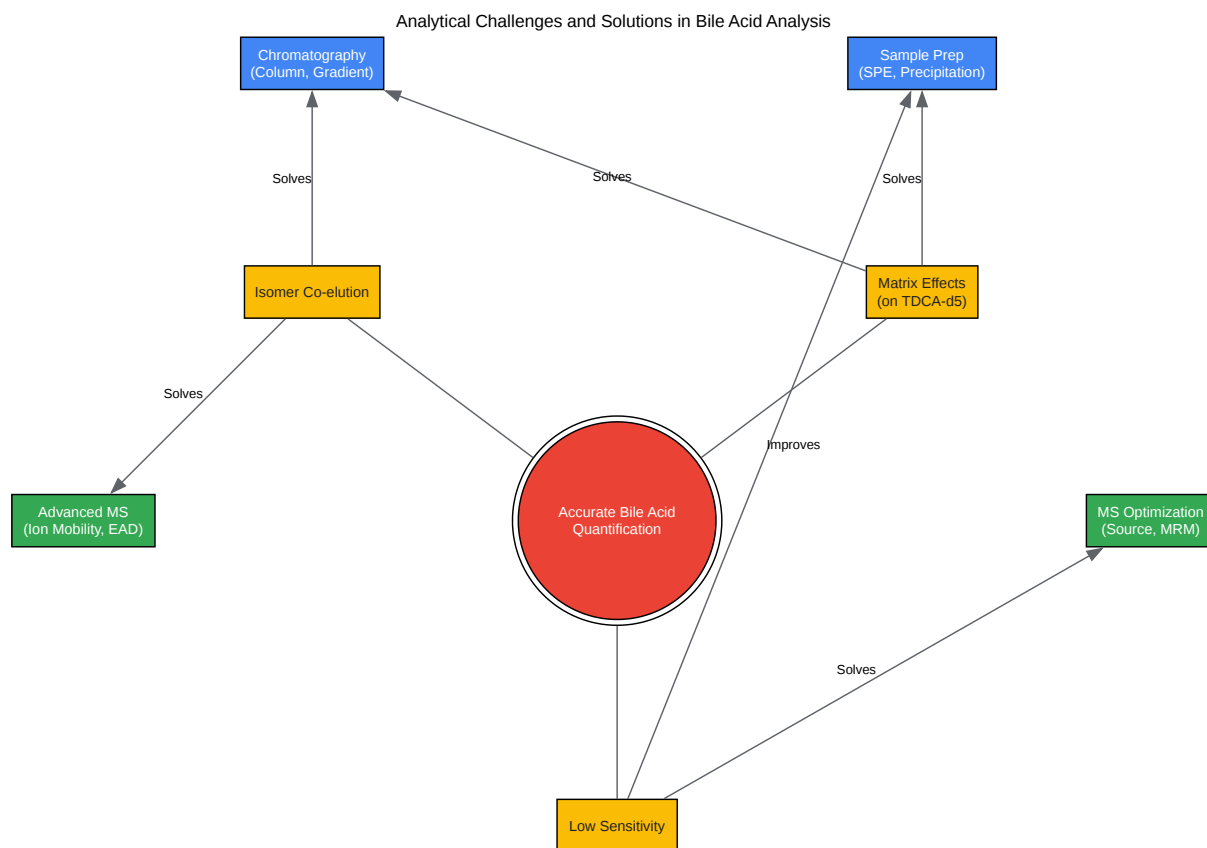 Analytical Challenges and Solutions in Bile Acid Analysis
Chromatography
(Column, Gradient)
Sample Prep
(SPE, Precipitation)
Solves
Solves
Solves
Isomer Co-elution
Matrix Effects
(on TDCA-d5)
Solves
Improves
Advanced MS
(Ion Mobility, EAD)
Accurate Bile Acid
Quantification
MS Optimization
(Source, MRM)
Solves
Low Sensitivity